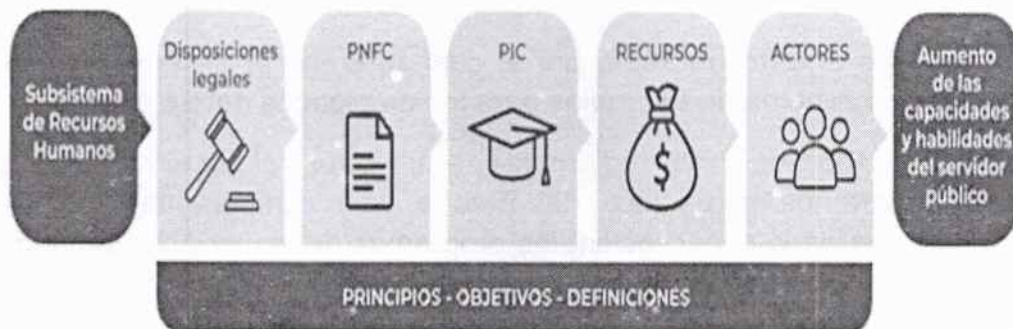 Subsistema
de Recursos
Humanos
Disposiciones
legales
PNFC
PIC
RECURSOS
$
ACTORES
Aumento
de las
capacidades
y habilidades
del servidor
público
PRINCIPIOS - OBJETIVOS - DEFINICIONES